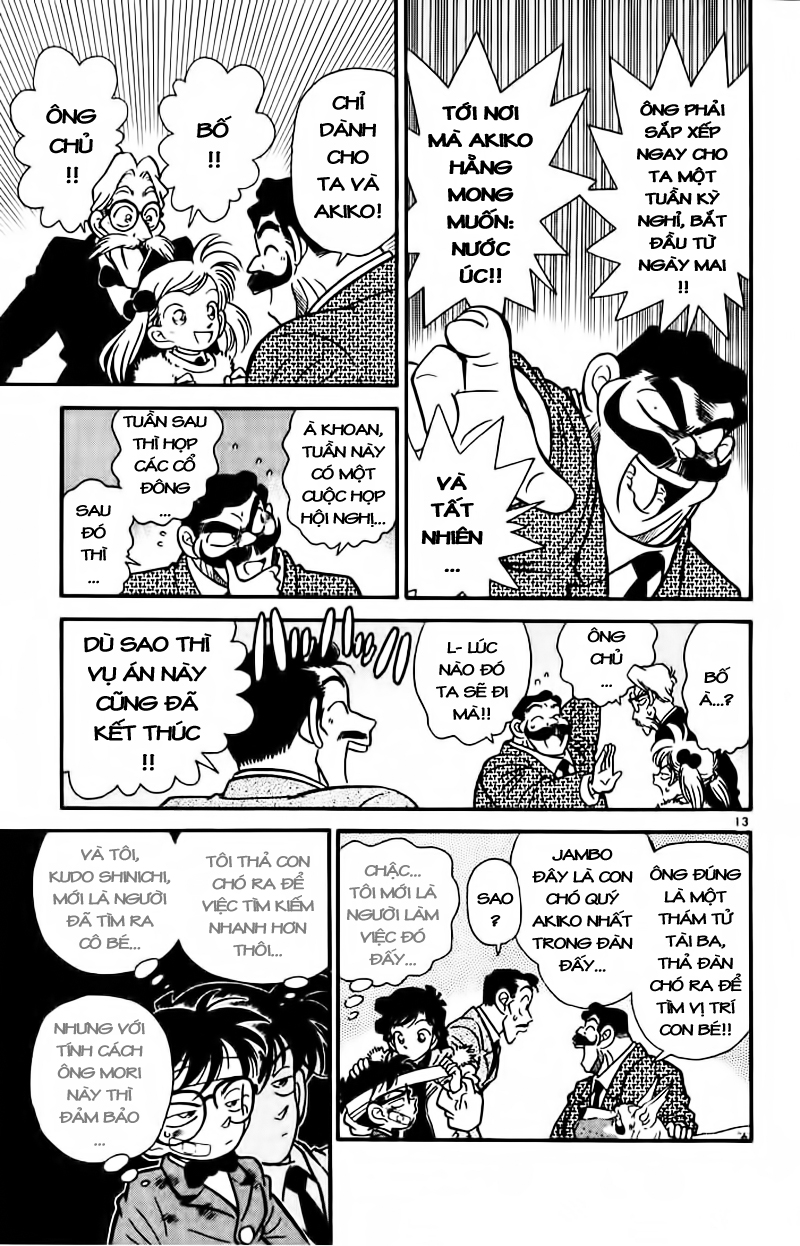 ÔNG PHẢI
SẮP XẾP
NGAY CHO
TA MỘT
TUẦN KỲ
NGHỈ, BẮT
ĐẦU TỪ
NGÀY MAI
!!
TỚI NƠI
MÀ AKIKO
HẰNG
MONG
MUỐN:
NƯỚC
ÚC!!
VÀ
TẤT
NHIÊN
...
CHỈ
DÀNH
CHO
TA VÀ
AKIKO!
BỐ
!!
ÔNG
CHỦ
!!
À KHOAN,
TUẦN NÀY
CÓ MỘT
CUỘC HỌP
HỘI NGHỊ...
TUẦN SAU
THÌ HỌP
CÁC CỔ
ĐÔNG
...
SAU
ĐÓ
THÌ
...
BỐ
À...?
ÔNG
CHỦ
...
L- LÚC
NÀO ĐÓ
TA SẼ ĐI
MÀ!!
DÙ SAO THÌ
VỤ ÁN NÀY
CŨNG ĐÃ
KẾT THÚC
!!
13
ÔNG ĐÚNG
LÀ MỘT
THÁM TỬ
TÀI BA,
THẢ ĐÀN
CHÓ RA ĐỂ
TÌM VỊ TRÍ
CON BÉ!!
JAMBO
ĐÂY LÀ CON
CHÓ QUÝ
AKIKO NHẤT
TRONG ĐÀN
ĐẤY...
SAO
?
CHẬC...
TÔI MỚI LÀ
NGƯỜI LÀM
VIỆC ĐÓ
ĐẤY...
TÔI THẢ CON
CHÓ RA ĐỂ
VIỆC TÌM KIẾM
NHANH HƠN
THÔI...
VÀ TÔI,
KUDO SHINICHI,
MỚI LÀ NGƯỜI
ĐÃ TÌM RA
CÔ BÉ...
NHƯNG VỚI
TÍNH CÁCH
ÔNG MORI
NÀY THÌ
ĐẢM BẢO
...